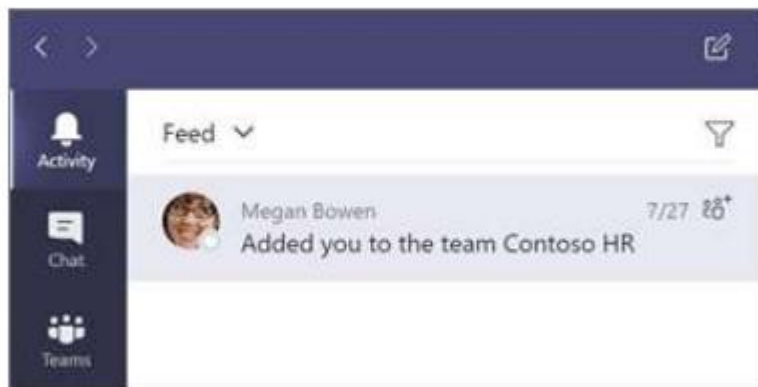 Activity
Feed
Megan Bowen 7/27
Added you to the team Contoso HR
Chat
Teams